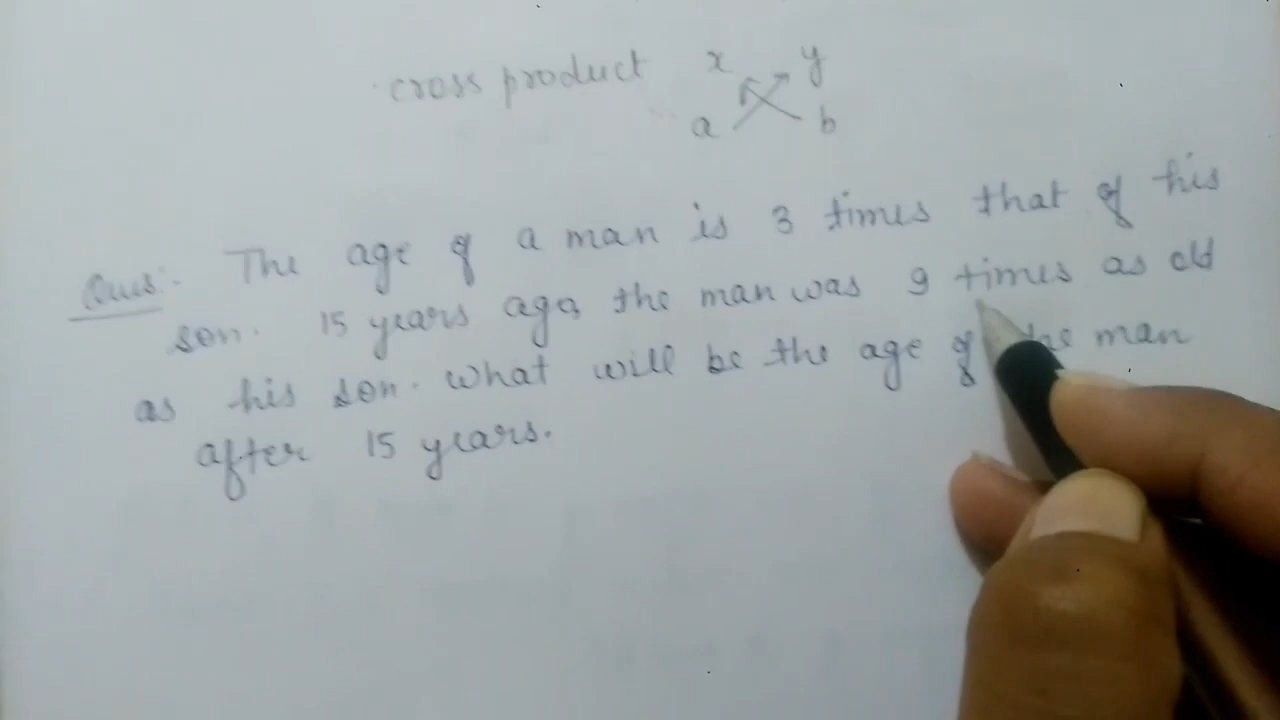 cross product x y
a b
Ques:- The age of a man is 3 times that of his
son. 15 years ago, the man was 9 times as old
as his son. what will be the age of the man
after 15 years.